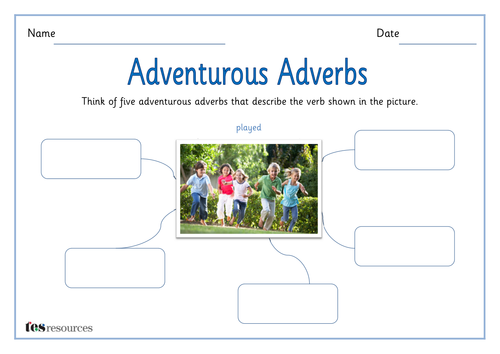 Name
Date
Adventurous Adverbs
Think of five adventurous adverbs that describe the verb shown in the picture.
played
tes resources